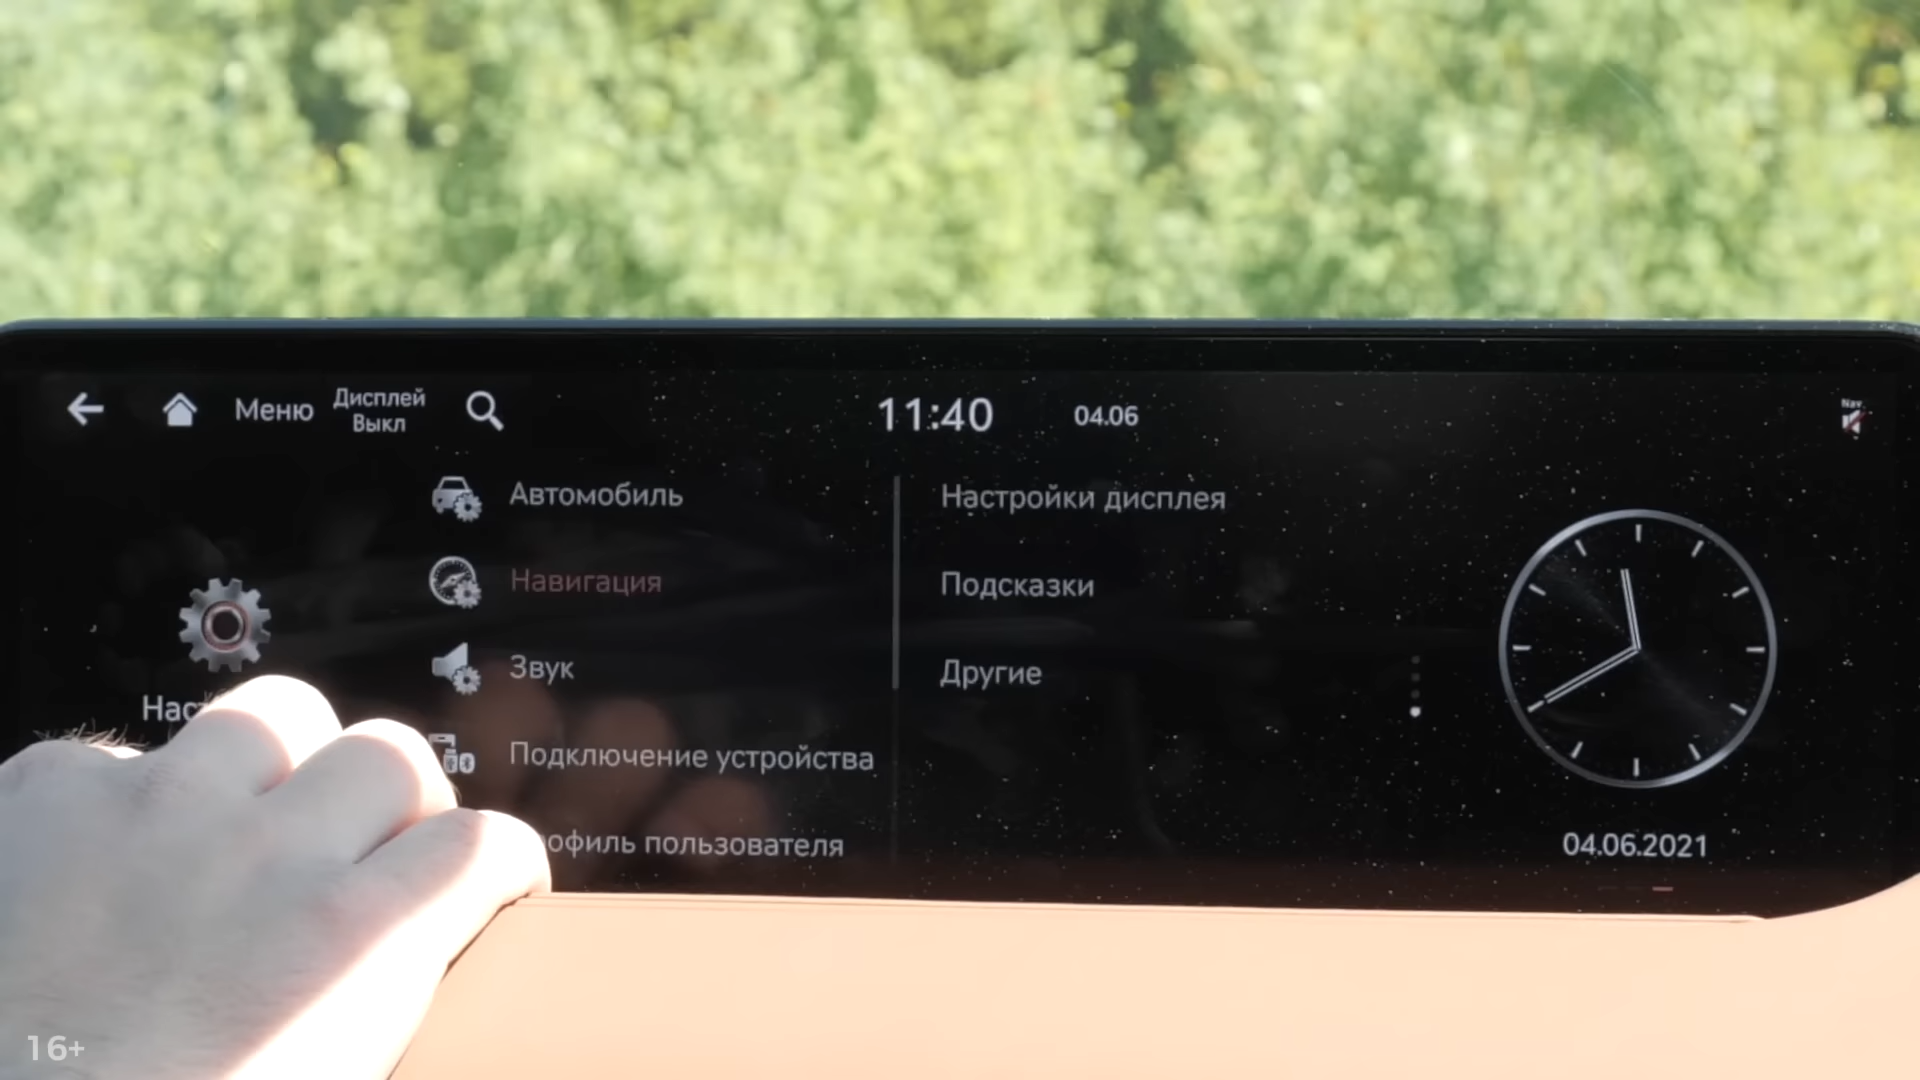 Меню
Дисплей
Выкл
11:40
04.06
Nav.
Автомобиль
Навигация
Звук
Подключение устройства
пользователя
Настройки дисплея
Подсказки
Другие
04.06.2021
16+